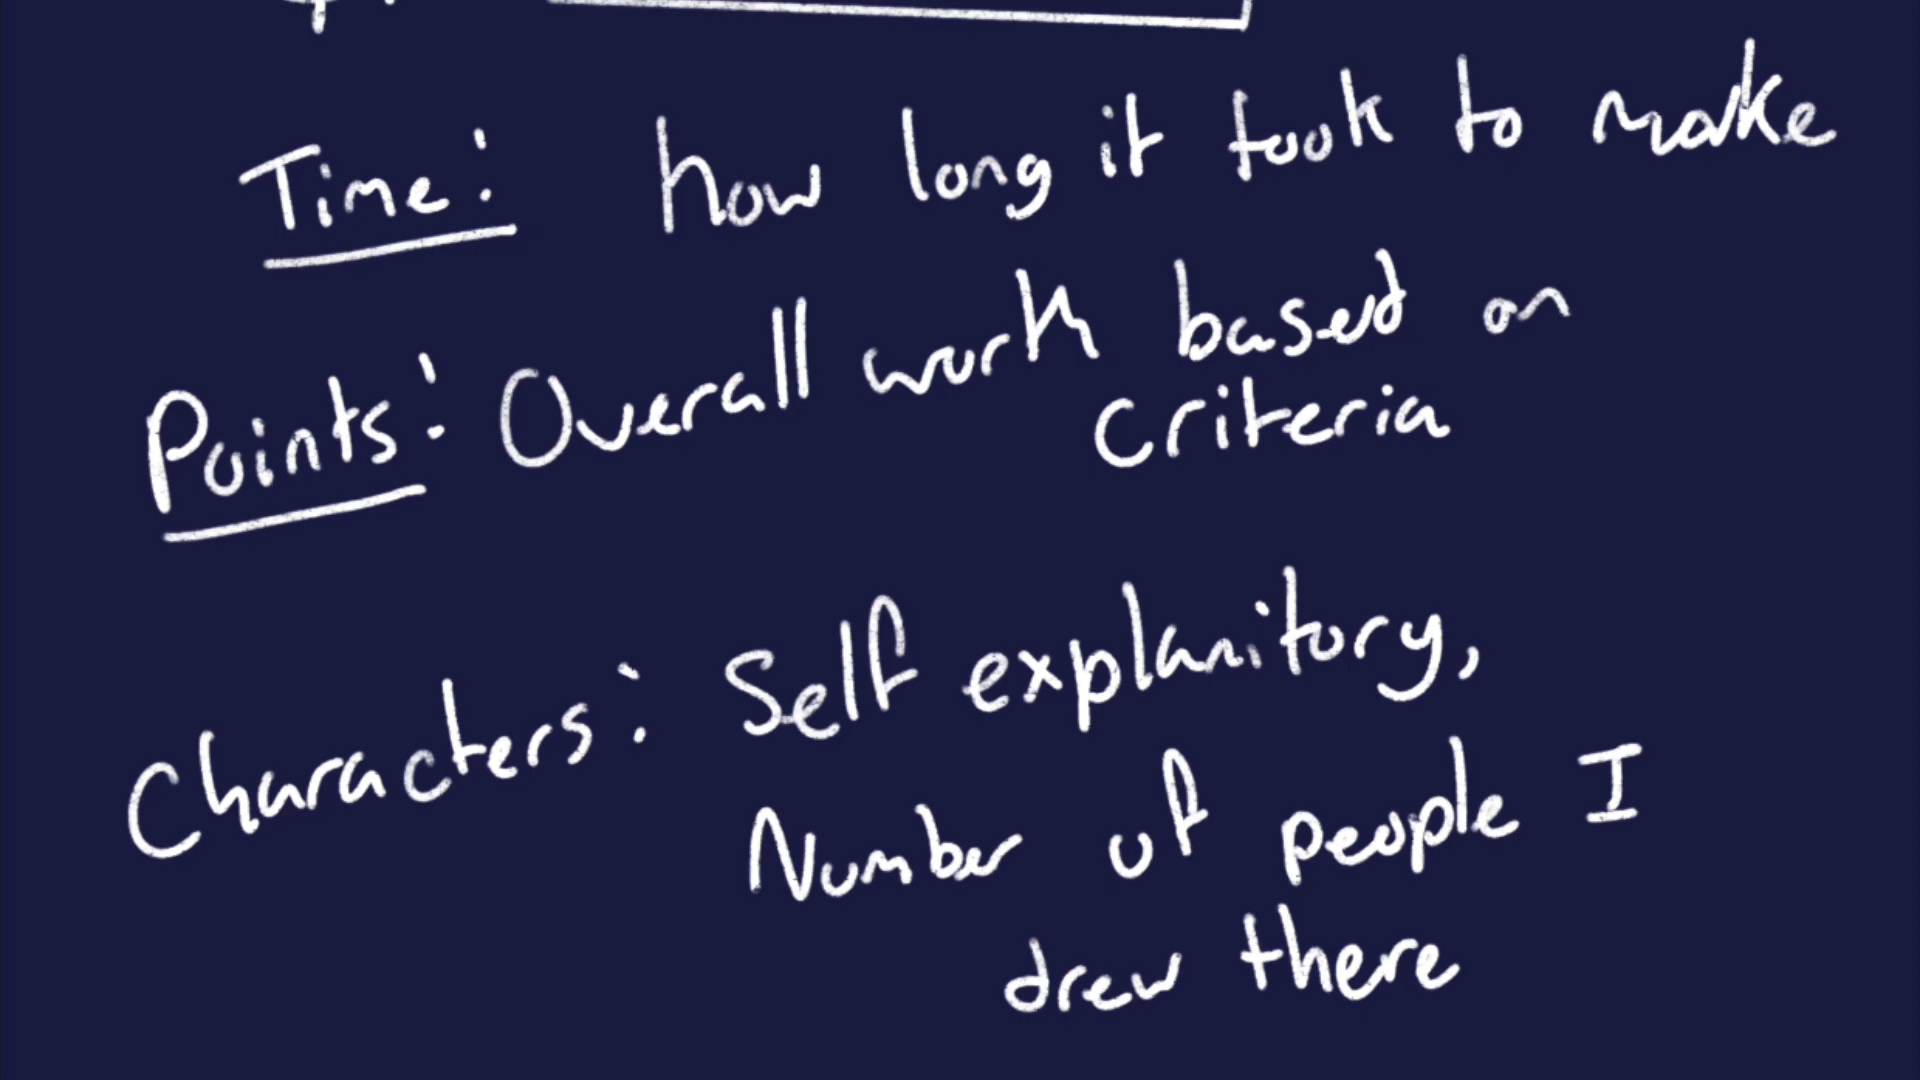 Time: how long it took to make
Points: Overall worth based on
criteria
Characters: Self explanitory,
Number of people I
drew there